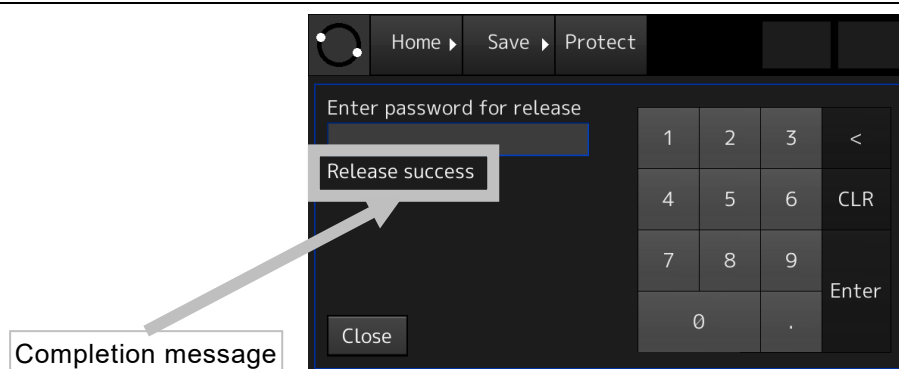 Home Save Protect
Enter password for release
1 2 3 <
Release success
4 5 6 CLR
7 8 9
Enter
0 .
Close
Completion message